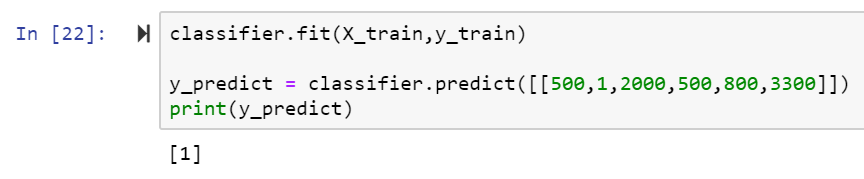 In [22]: classifier.fit(X_train,y_train)
y_predict = classifier.predict([[500,1,2000,500,800,3300]])
print(y_predict)
[1]